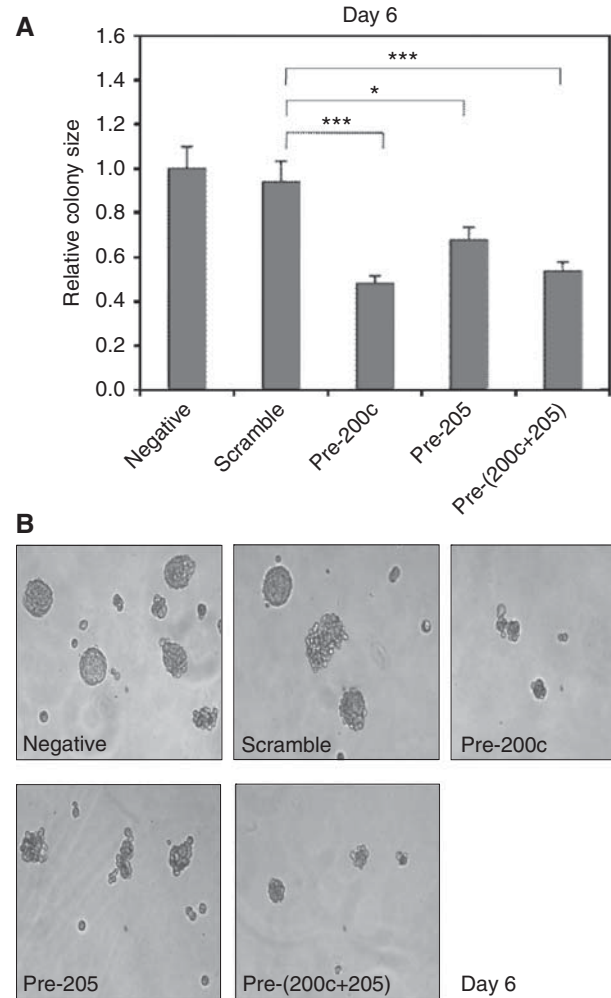 A
Day 6
Relative colony size
1.6
1.4
1.2
1.0
0.8
0.6
0.4
0.2
0.0
***
*
***
Negative
Scramble
Pre-200c
Pre-205
Pre-(200c+205)
B
Negative
Scramble
Pre-200c
Pre-205
Pre-(200c+205)
Day 6